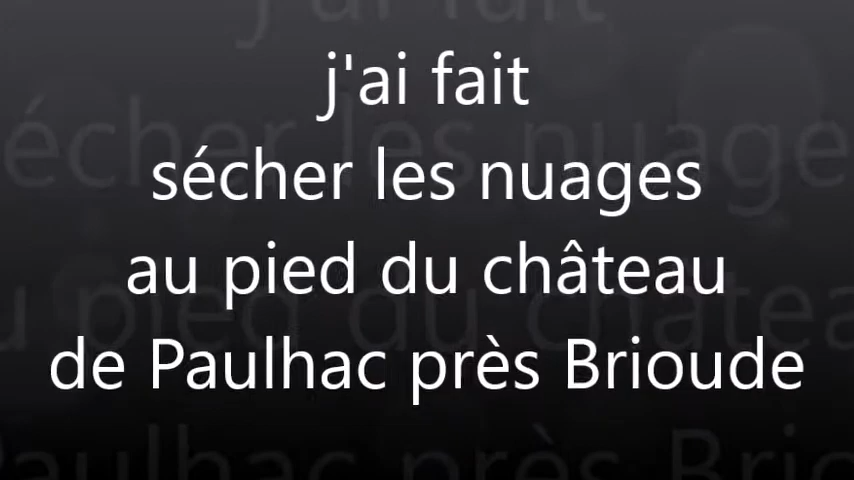 j'ai fait
sécher les nuages
au pied du château
de Paulhac près Brioude